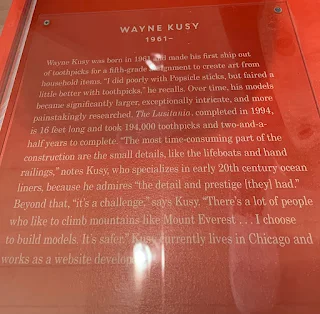 WAYNE KUSY
1961–
Wayne Kusy was born in 1961 and made his first ship out
of toothpicks for a fifth-grade assignment to create art from
household items. "I did poorly with Popsicle sticks, but faired a
little better with toothpicks," he recalls. Over time, his models
became significantly larger, exceptionally intricate, and more
painstakingly researched. The Lusitania, completed in 1994,
is 16 feet long and took 194,000 toothpicks and two-and-a-
half years to complete. "The most time-consuming part of the
construction are the small details, like the lifeboats and hand
railings," notes Kusy, who specializes in early 20th century ocean
liners, because he admires "the detail and prestige [they] had."
Beyond that, "it's a challenge," says Kusy. "There's a lot of people
who like to climb mountains like Mount Everest . . . I choose
to build models. It's safer." Kusy currently lives in Chicago and
works as a website developer.